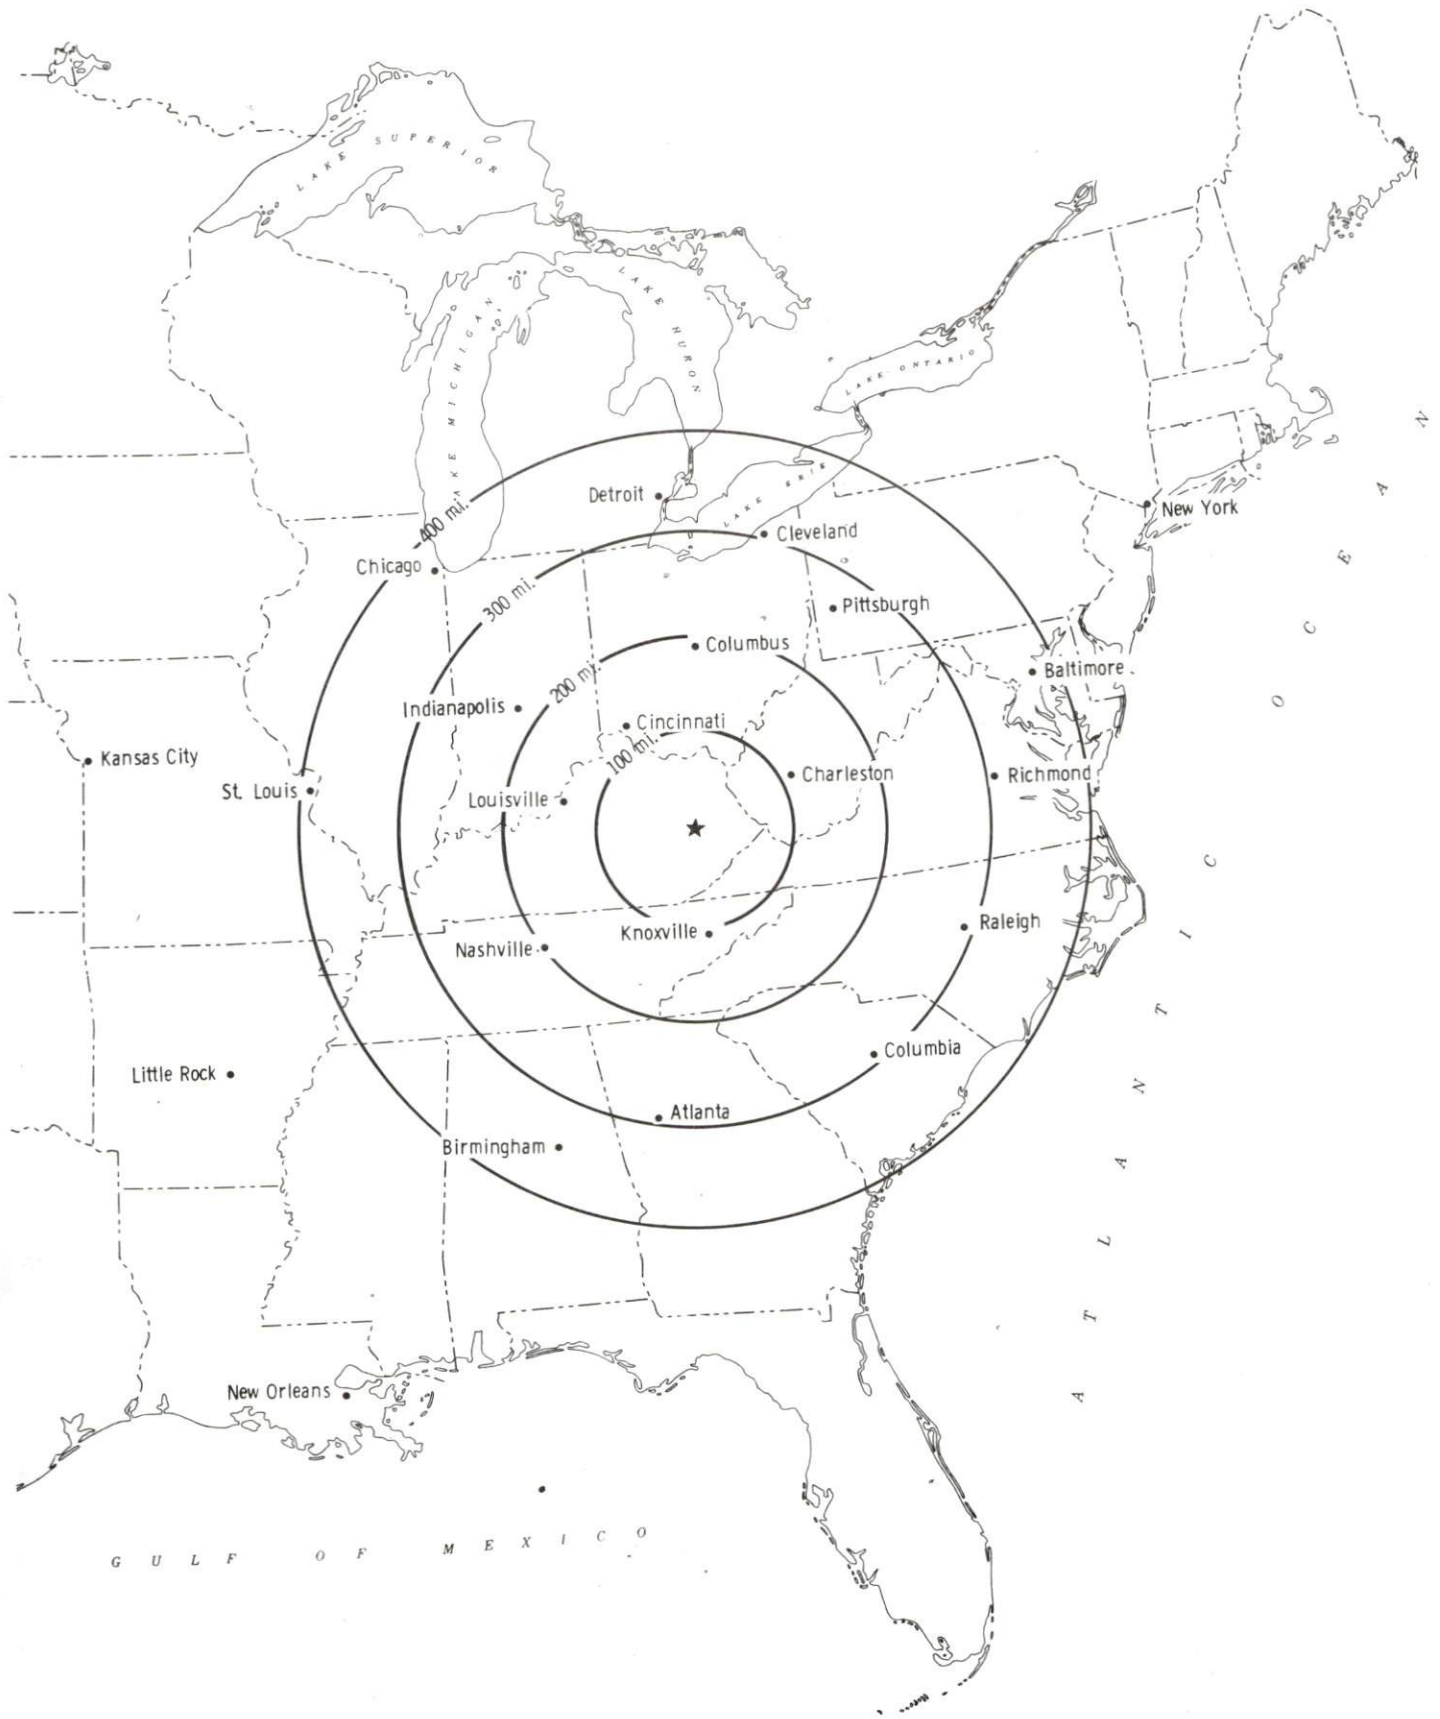 LAKE SUPERIOR
LAKE MICHIGAN
LAKE HURON
LAKE ONTARIO
LAKE ERIE
Detroit
Cleveland
New York
400 mi.
Chicago
300 mi.
Pittsburgh
Columbus
Baltimore
200 mi.
Indianapolis
Cincinnati
100 mi.
Kansas City
Charleston
Richmond
St. Louis
Louisville
Knoxville
Raleigh
Nashville
Columbia
Little Rock
Atlanta
Birmingham
New Orleans
ATLANTIC OCEAN
GULF OF MEXICO